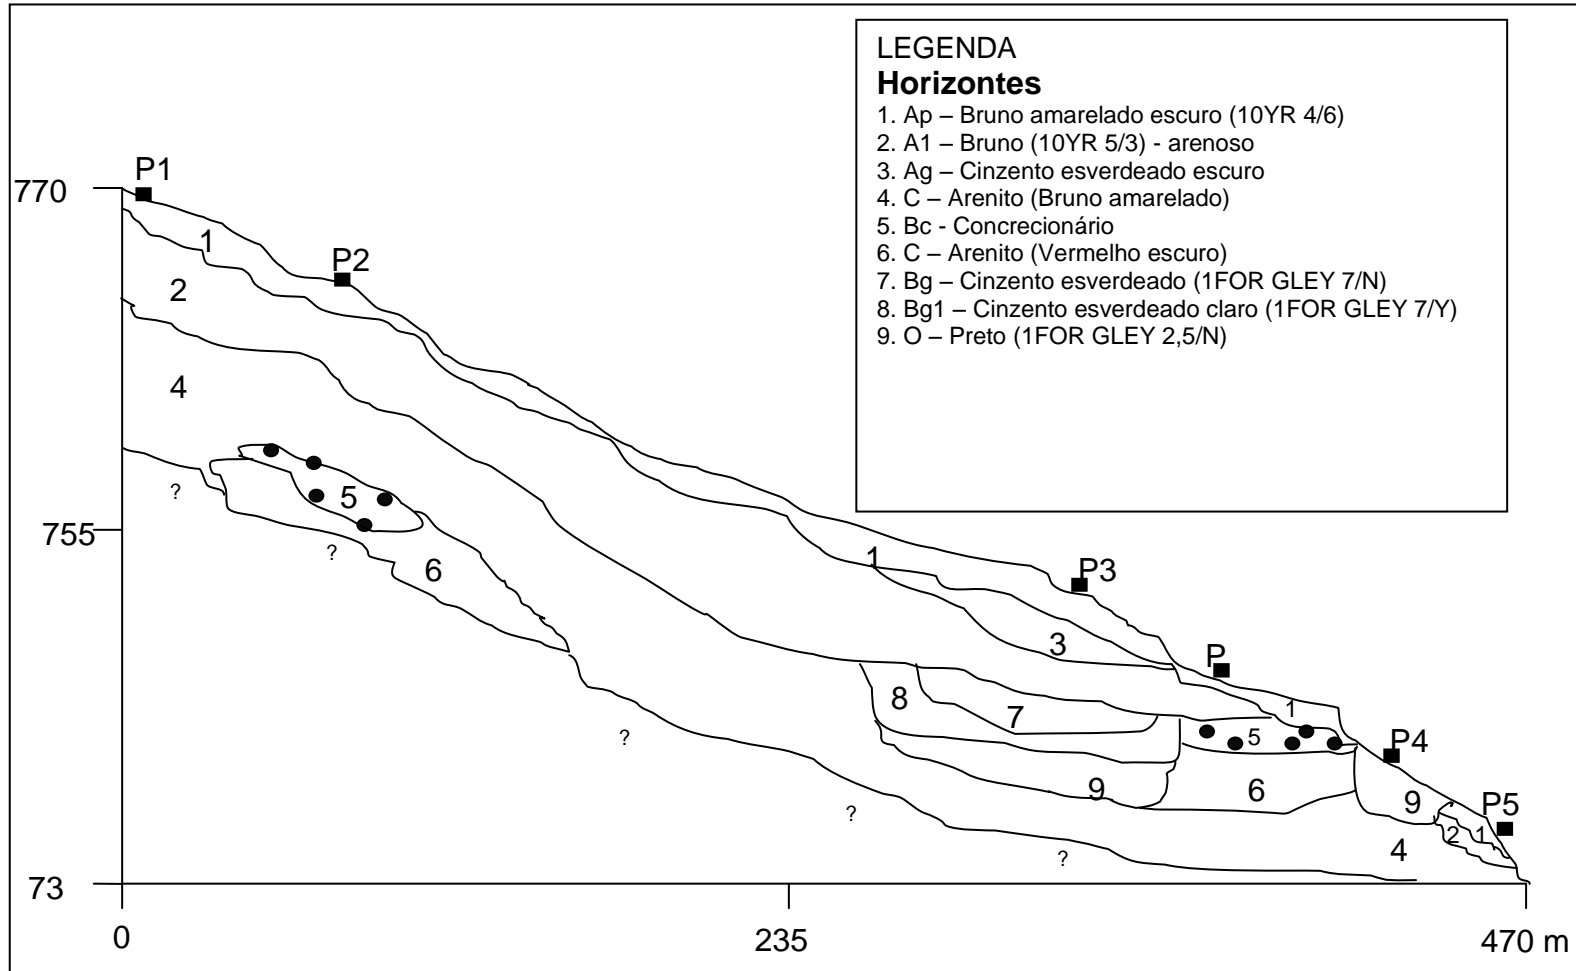 LEGENDA
Horizontes
1. Ap – Bruno amarelado escuro (10YR 4/6)
2. A1 – Bruno (10YR 5/3) - arenoso
3. Ag – Cinzento esverdeado escuro
4. C – Arenito (Bruno amarelado)
5. Bc - Concrecionário
6. C – Arenito (Vermelho escuro)
7. Bg – Cinzento esverdeado (1FOR GLEY 7/N)
8. Bg1 – Cinzento esverdeado claro (1FOR GLEY 7/Y)
9. O – Preto (1FOR GLEY 2,5/N)
P1
770
1
P2
2
4
5
?
755
?
6
1
P3
3
P
8
7
1
5
P4
?
9
6
9
P5
?
2
1
4
?
73
0
235
470 m